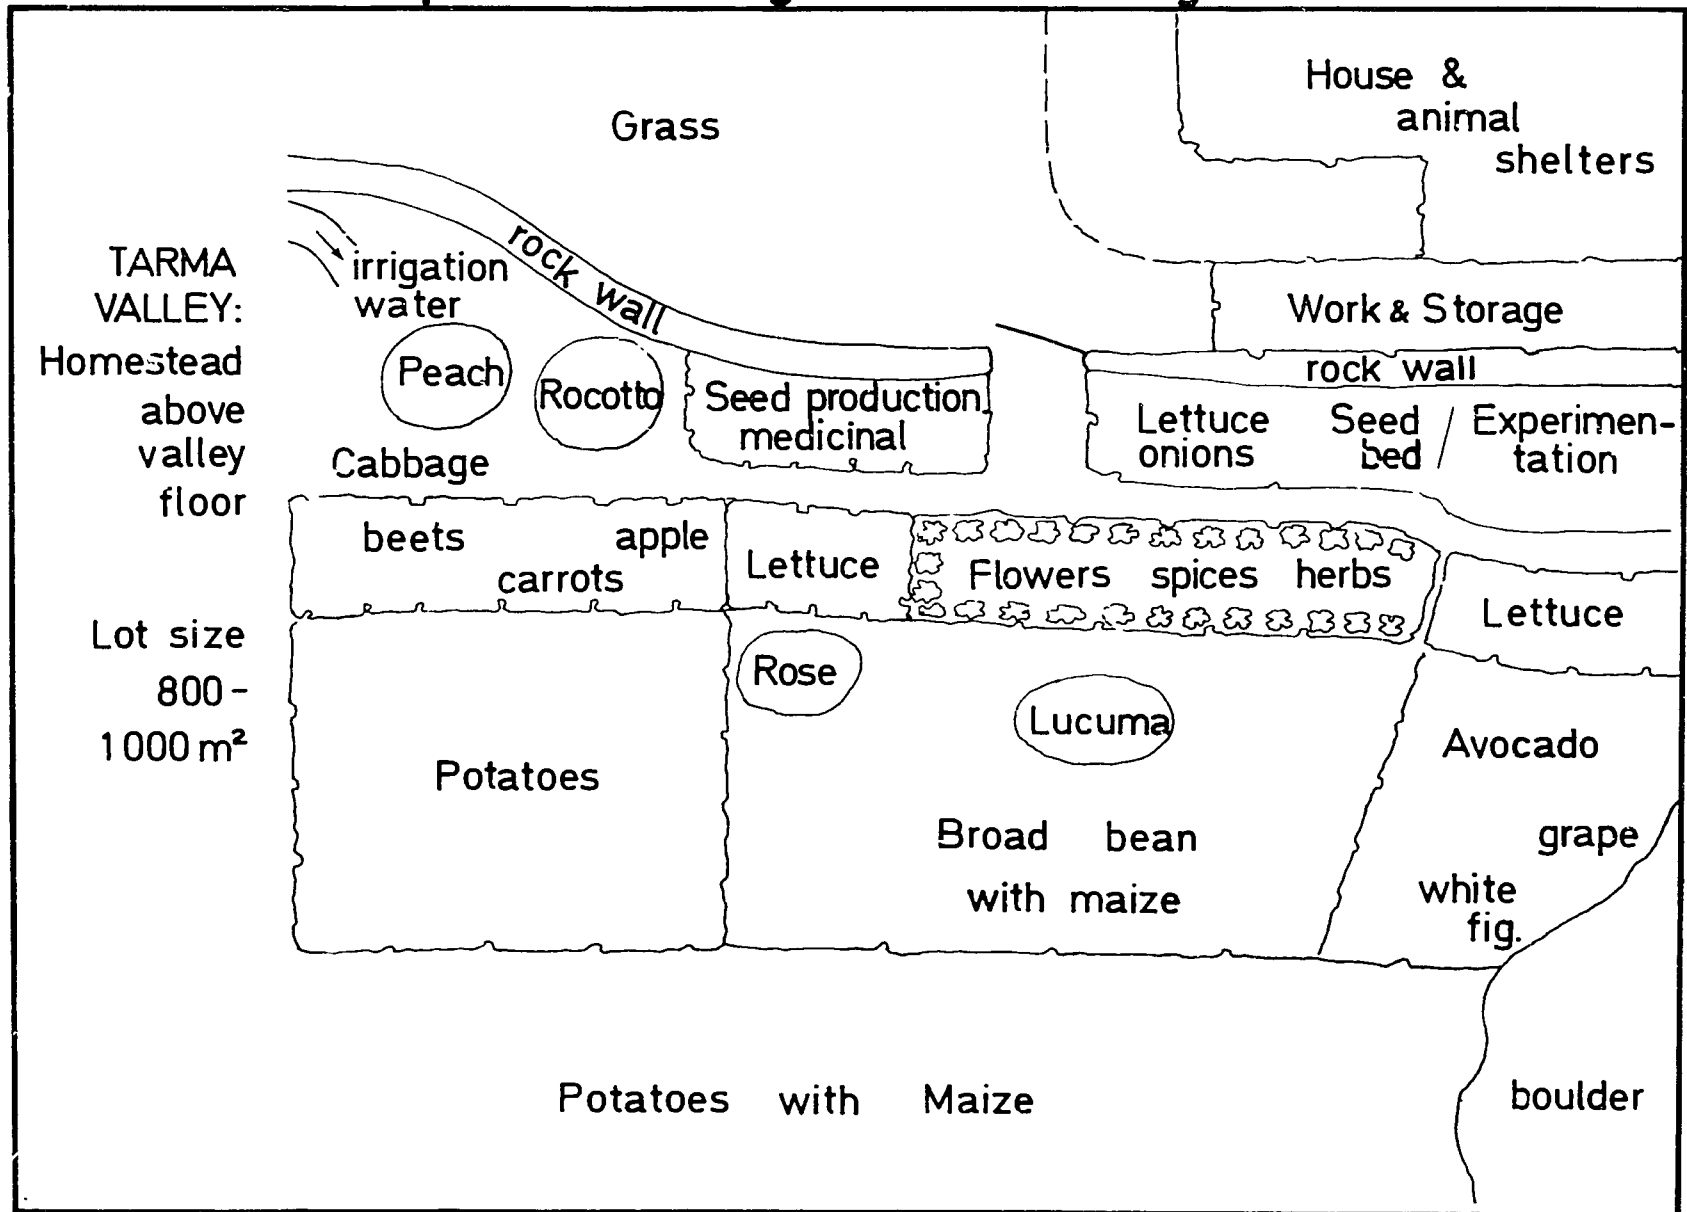 House &
animal
shelters
Grass
rock wall
irrigation
water
TARMA
VALLEY:
Homestead
above
valley
floor
Work & Storage
rock wall
Peach
Rocotto
Seed production
medicinal
Lettuce
onions
Seed
bed
/
Experimen-
tation
Cabbage
beets
apple
carrots
Lettuce
Flowers spices herbs
Lettuce
Lot size
800-
1000 m²
Rose
Lucuma
Potatoes
Broad bean
with maize
Avocado
grape
white
fig.
Potatoes with Maize
boulder